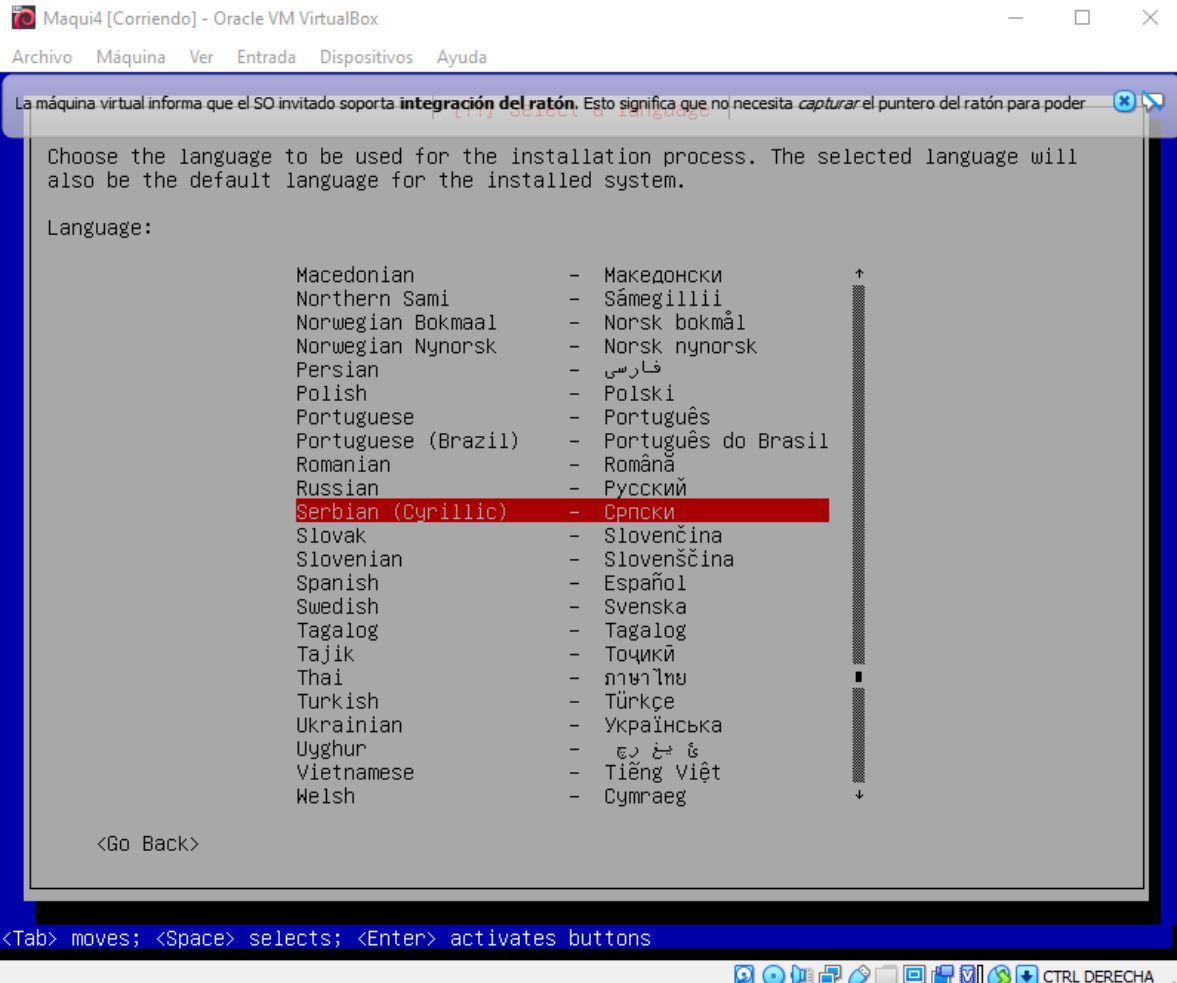 Maqui4 [Corriendo] - Oracle VM VirtualBox
Archivo Máquina Ver Entrada Dispositivos Ayuda
La máquina virtual informa que el SO invitado soporta integración del ratón. Esto significa que no necesita capturar el puntero del ratón para poder
[!!] Select a language
Choose the language to be used for the installation process. The selected language will
also be the default language for the installed system.
Language:
Macedonian - Македонски
Northern Sami - Sámegillii
Norwegian Bokmaal - Norsk bokmål
Norwegian Nynorsk - Norsk nynorsk
Persian - فارسی
Polish - Polski
Portuguese - Português
Portuguese (Brazil) - Português do Brasil
Romanian - Română
Russian - Русский
Serbian (Cyrillic) - Српски
Slovak - Slovenčina
Slovenian - Slovenščina
Spanish - Español
Swedish - Svenska
Tagalog - Tagalog
Tajik - Тоҷикӣ
Thai - ภาษาไทย
Turkish - Türkçe
Ukrainian - Українська
Uyghur -
Vietnamese - Tiếng Việt
Welsh - Cymraeg
<Go Back>
<Tab> moves; <Space> selects; <Enter> activates buttons
CTRL DERECHA